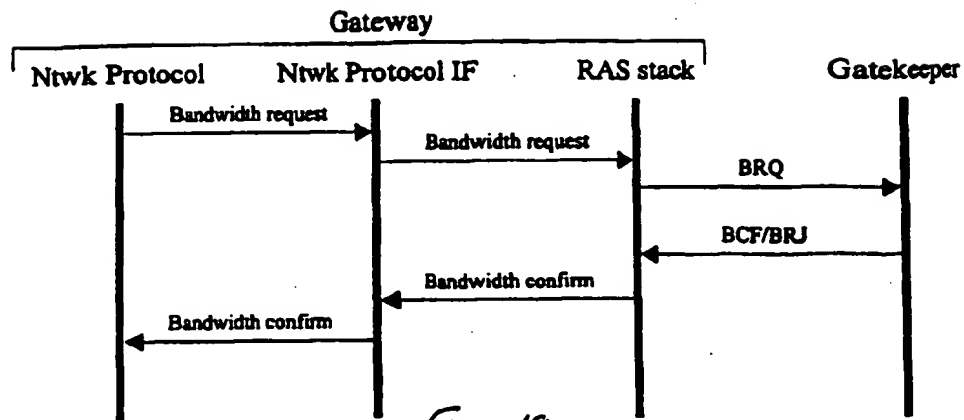 Gateway
Ntwk Protocol Ntwk Protocol IF RAS stack Gatekeeper
Bandwidth request
Bandwidth request
BRQ
BCF/BRJ
Bandwidth confirm
Bandwidth confirm